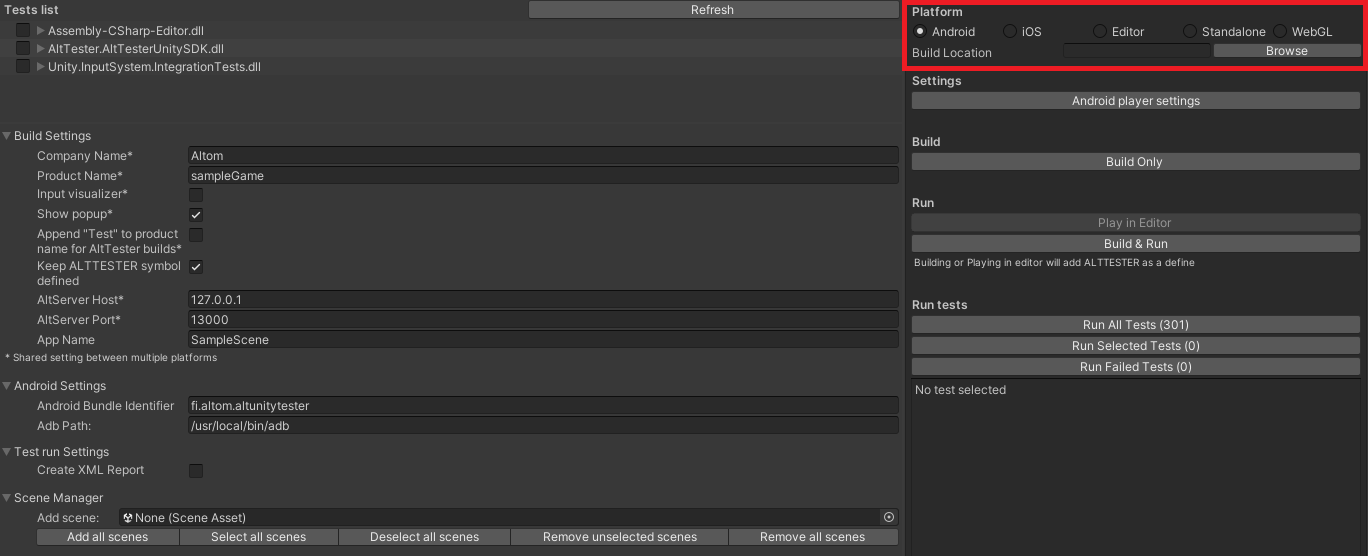 Tests list
Refresh
Assembly-CSharp-Editor.dll
AltTester.AltTesterUnitySDK.dll
Unity.InputSystem.IntegrationTests.dll
Build Settings
Company Name*
Altom
Product Name*
sampleGame
Input visualizer*
Show popup*
Append "Test" to product
name for AltTester builds*
Keep ALTTESTER symbol
defined
AltServer Host*
127.0.0.1
AltServer Port*
13000
App Name
SampleScene
* Shared setting between multiple platforms
Android Settings
Android Bundle Identifier
fi.altom.altunitytester
Adb Path:
/usr/local/bin/adb
Test run Settings
Create XML Report
Scene Manager
Add scene:
None (Scene Asset)
Add all scenes
Select all scenes
Deselect all scenes
Remove unselected scenes
Remove all scenes
Platform
Android
iOS
Editor
Standalone
WebGL
Build Location
Browse
Settings
Android player settings
Build
Build Only
Run
Play in Editor
Build & Run
Building or Playing in editor will add ALTTESTER as a define
Run tests
Run All Tests (301)
Run Selected Tests (0)
Run Failed Tests (0)
No test selected